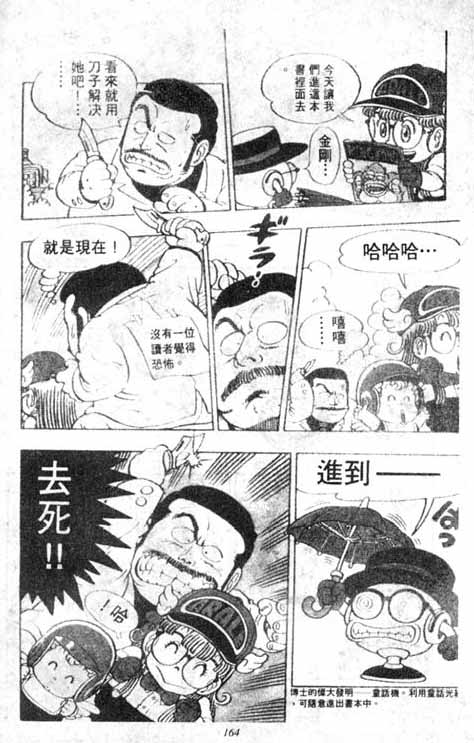 今天讓我
們進這本
書裡面去
。
金剛…
看來就用
刀子解决
她吧!…
……
哈哈哈…
嘻嘻
……
ギラ!
沒有一位
讀者覺得
恐怖。
就是現在!
進到——
博士的偉大發明——童話機。利用童話光
，可隨意進出書本中。
去死!!
哈!
164